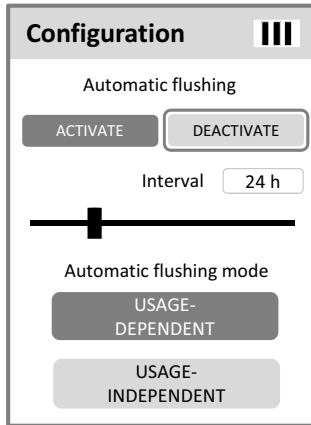 Configuration
Automatic flushing
ACTIVATE DEACTIVATE
Interval 24 h
Automatic flushing mode
USAGE-
DEPENDENT
USAGE-
INDEPENDENT